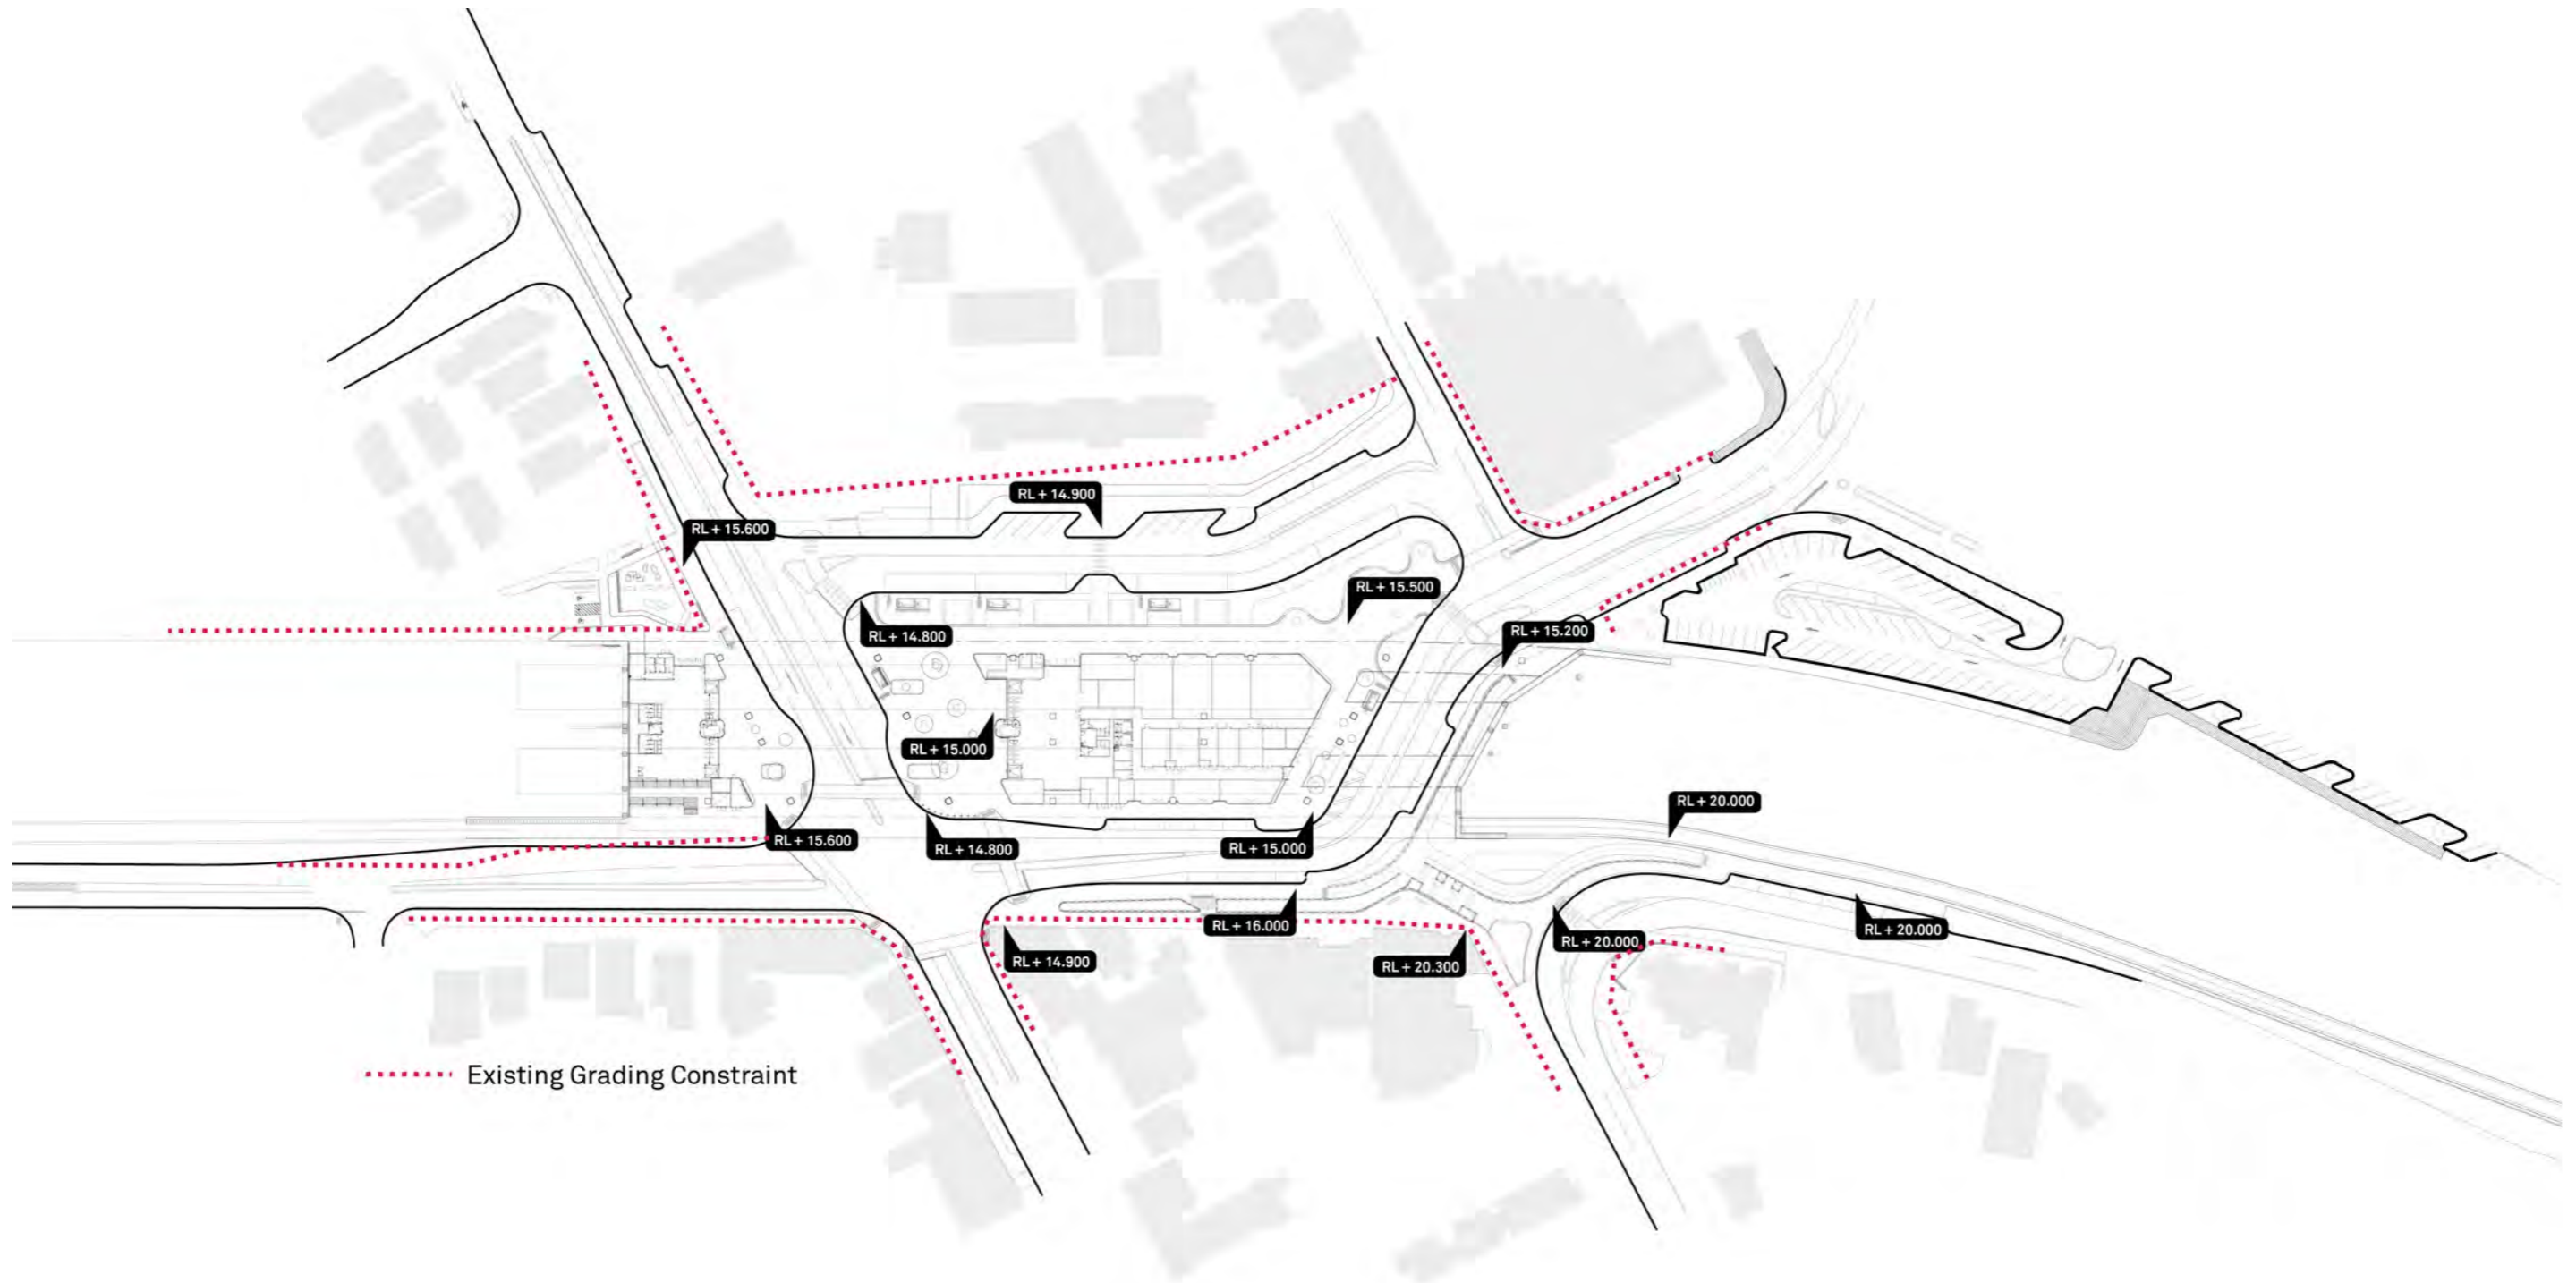 RL + 14.900
RL + 15.600
RL + 15.500
RL + 15.200
RL + 14.800
RL + 15.000
RL + 20.000
RL + 15.600
RL + 14.800
RL + 15.000
RL + 16.000
RL + 20.000
RL + 20.000
RL + 14.900
RL + 20.300
Existing Grading Constraint